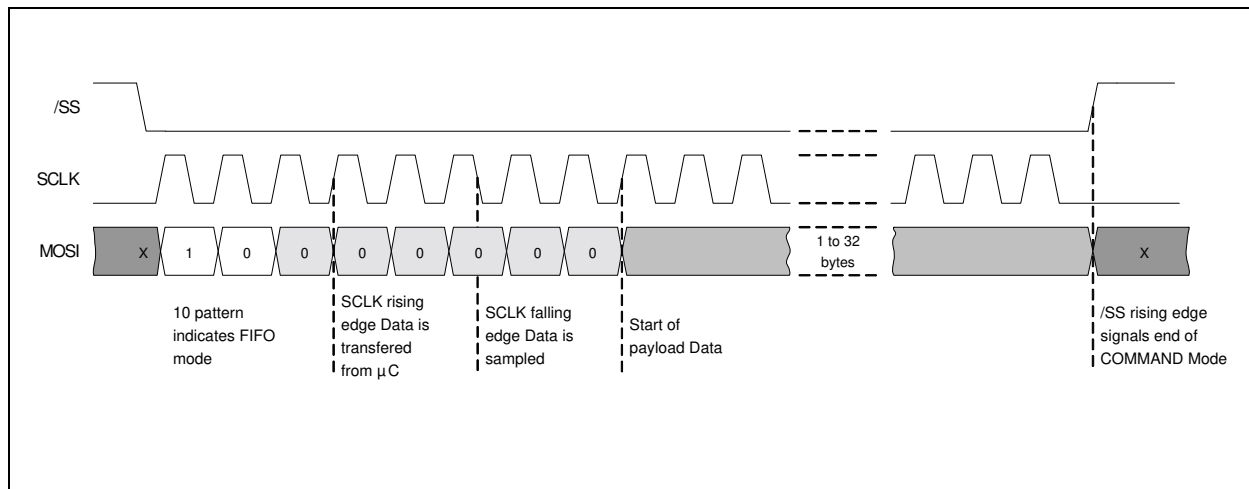 /SS
SCLK
MOSI
X
1
0
0
0
0
0
0
0
1 to 32
bytes
X
10 pattern
indicates FIFO
mode
SCLK rising
edge Data is
transfered
from µC
SCLK falling
edge Data is
sampled
Start of
payload Data
/SS rising edge
signals end of
COMMAND Mode